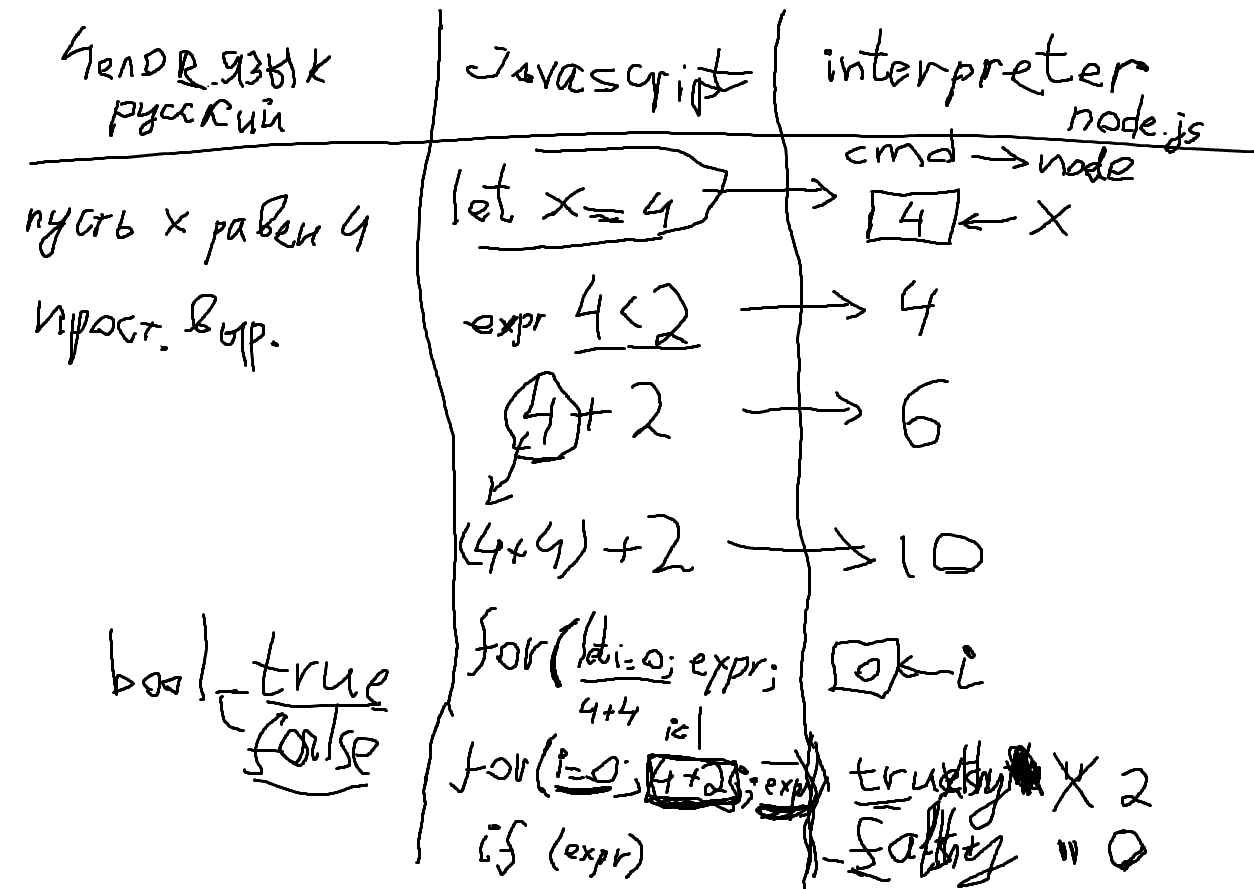 челов. язык
русский
Javascript
interpreter
node.js
cmd → node
пусть x равен 4
let x = 4 →
4 ← x
прост. выр.
expr 4<2 → 4
4 + 2 → 6
(4+4) + 2 → 10
bool true
false
for(let i=0; expr;
4+4
i<1
0 ← i
for(i=0; 4+2; expr)
truthy X 2
if (expr)
falthy " 0